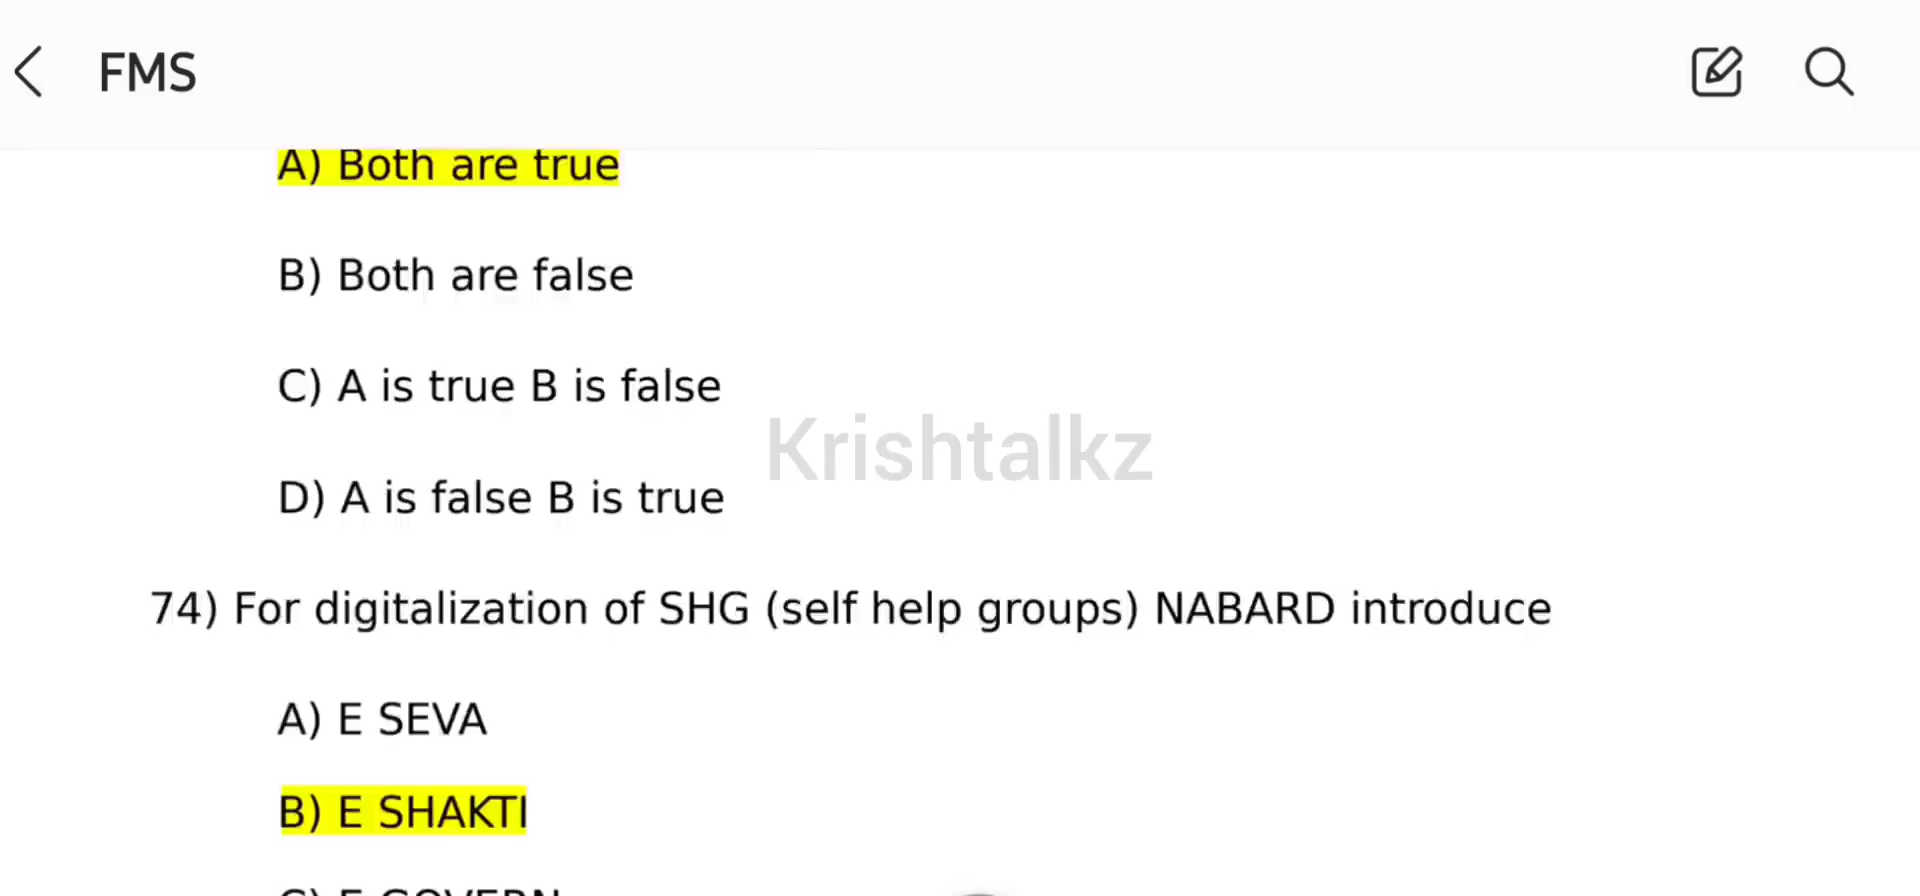 FMS
A) Both are true
B) Both are false
C) A is true B is false
Krishtalkz
D) A is false B is true
74) For digitalization of SHG (self help groups) NABARD introduce
A) E SEVA
B) E SHAKTI
C) E GOVERN